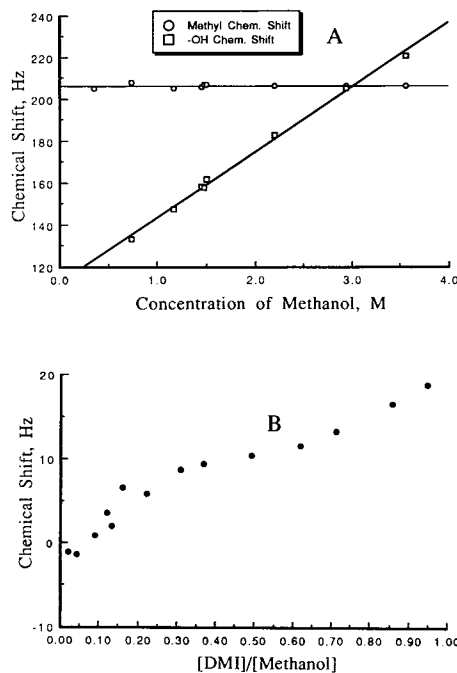 Methyl Chem. Shift
-OH Chem. Shift
A
240
220
200
180
160
140
120
Chemical Shift, Hz
0.0 1.0 2.0 3.0 4.0
Concentration of Methanol, M
20
10
0
-10
Chemical Shift, Hz
B
0.00 0.10 0.20 0.30 0.40 0.50 0.60 0.70 0.80 0.90 1.00
[DMI]/[Methanol]